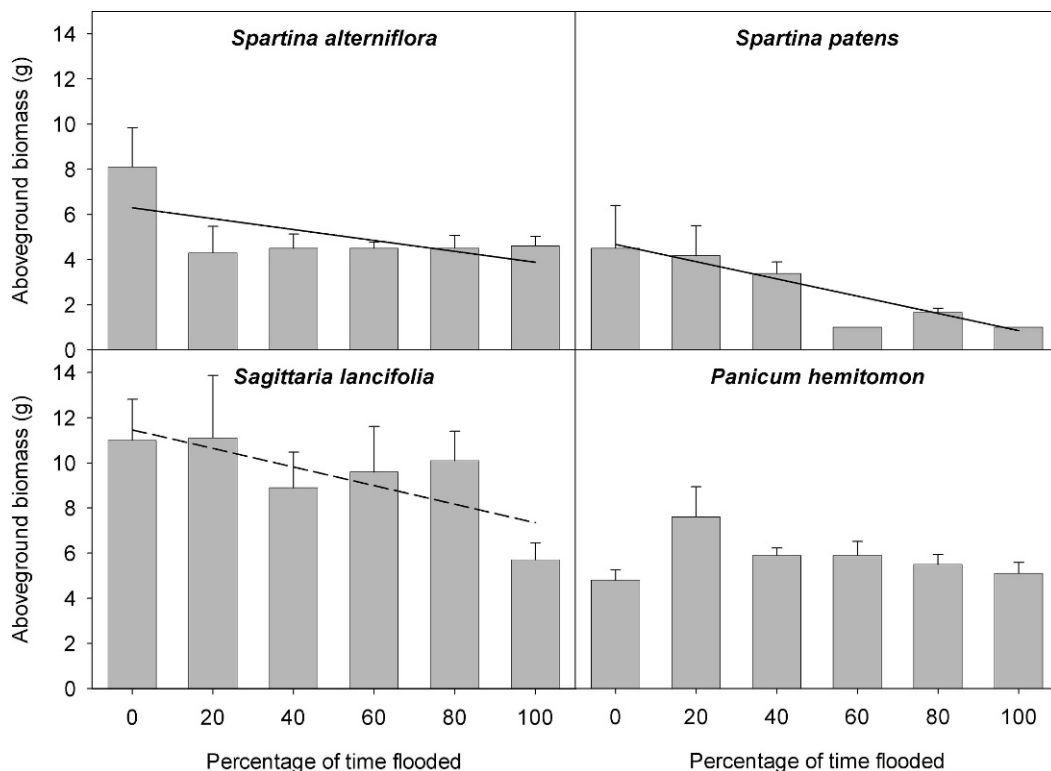 Spartina alterniflora
Spartina patens
Aboveground biomass (g)
14
12
10
8
6
4
2
0
Sagittaria lancifolia
Panicum hemitomon
Aboveground biomass (g)
14
12
10
8
6
4
2
0
0 20 40 60 80 100
0 20 40 60 80 100
Percentage of time flooded
Percentage of time flooded